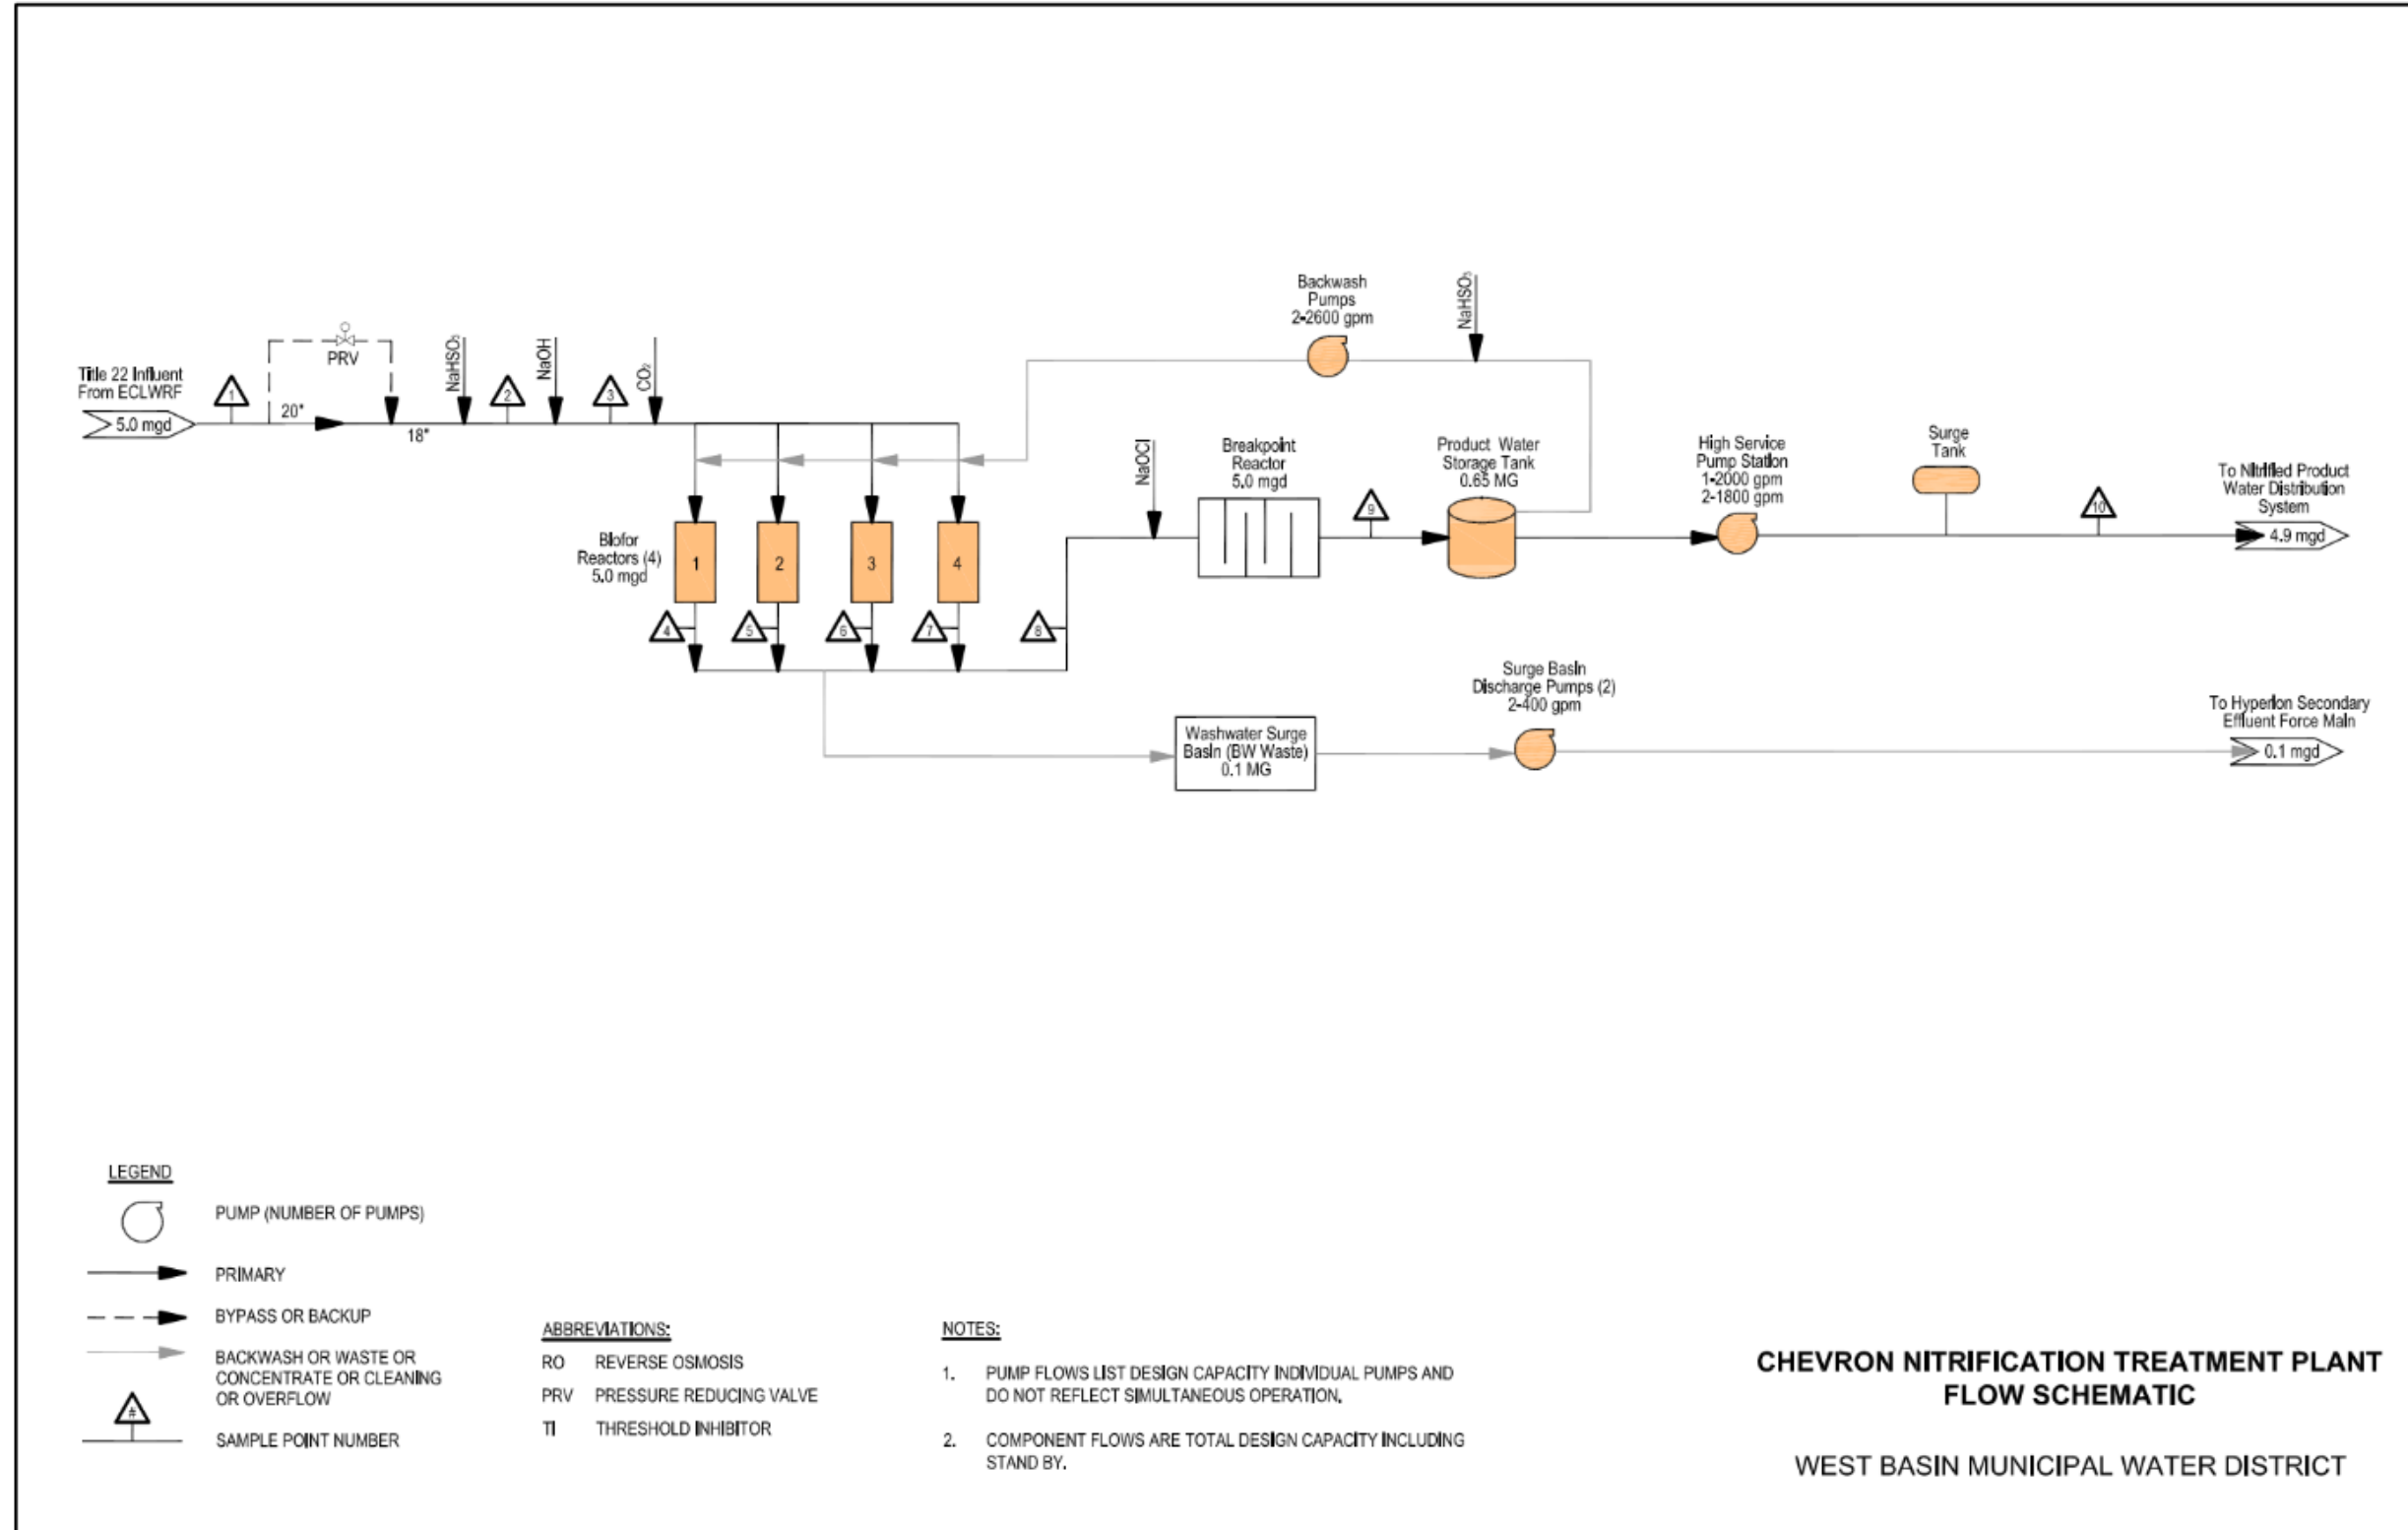 Title 22 Influent
From ECLWRF
5.0 mgd
1
20"
PRV
18"
NaHSO₃
2
NaOH
3
CO₂
Backwash
Pumps
2-2600 gpm
NaHSO₃
Biofor
Reactors (4)
5.0 mgd
1
2
3
4
4
5
6
7
8
NaOCl
Breakpoint
Reactor
5.0 mgd
9
Product Water
Storage Tank
0.65 MG
High Service
Pump Station
1-2000 gpm
2-1800 gpm
Surge
Tank
10
To Nitrified Product
Water Distribution
System
4.9 mgd
Washwater Surge
Basin (BW Waste)
0.1 MG
Surge Basin
Discharge Pumps (2)
2-400 gpm
To Hyperion Secondary
Effluent Force Main
0.1 mgd
LEGEND
PUMP (NUMBER OF PUMPS)
PRIMARY
BYPASS OR BACKUP
BACKWASH OR WASTE OR
CONCENTRATE OR CLEANING
OR OVERFLOW
#
SAMPLE POINT NUMBER
ABBREVIATIONS:
RO REVERSE OSMOSIS
PRV PRESSURE REDUCING VALVE
TI THRESHOLD INHIBITOR
NOTES:
1. PUMP FLOWS LIST DESIGN CAPACITY INDIVIDUAL PUMPS AND
DO NOT REFLECT SIMULTANEOUS OPERATION.
2. COMPONENT FLOWS ARE TOTAL DESIGN CAPACITY INCLUDING
STAND BY.
CHEVRON NITRIFICATION TREATMENT PLANT
FLOW SCHEMATIC
WEST BASIN MUNICIPAL WATER DISTRICT